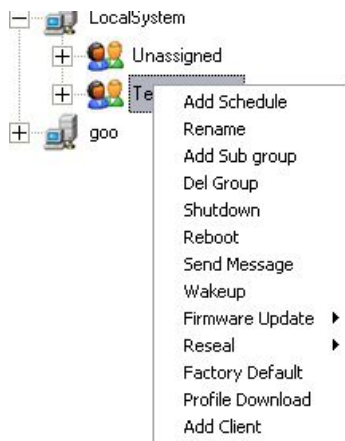 LocalSystem
Unassigned
Te
goo
Add Schedule
Rename
Add Sub group
Del Group
Shutdown
Reboot
Send Message
Wakeup
Firmware Update
Reseal
Factory Default
Profile Download
Add Client